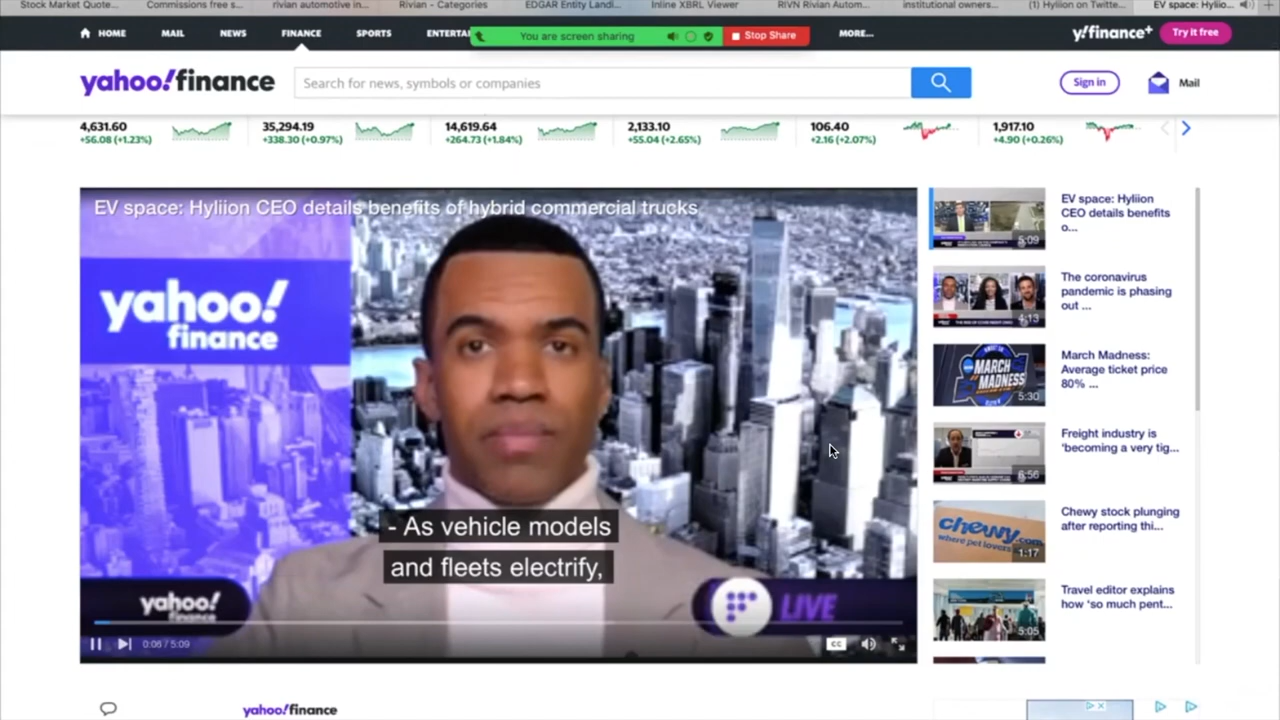 Stock Market Quote...
Commissions free s...
rivian automotive in...
Rivian - Categories
EDGAR Entity Landi...
Inline XBRL Viewer
RIVN Rivian Autom...
institutional owners...
(1) Hyliion on Twitte...
EV space: Hyliio...
HOME
MAIL
NEWS
FINANCE
SPORTS
ENTERTA
You are screen sharing
Stop Share
MORE...
y!finance+
Try it free
yahoo!finance
Search for news, symbols or companies
Sign in
Mail
4,631.60
+56.08 (+1.23%)
35,294.19
+338.30 (+0.97%)
14,619.64
+264.73 (+1.84%)
2,133.10
+55.04 (+2.65%)
106.40
+2.16 (+2.07%)
1,917.10
+4.90 (+0.26%)
EV space: Hyliion CEO details benefits of hybrid commercial trucks
yahoo!
finance
- As vehicle models
and fleets electrify,
yahoo!
finance
LIVE
0:06 / 5:09
CC
5:09
EV space: Hyliion
CEO details benefits
o...
4:13
The coronavirus
pandemic is phasing
out ...
MARCH
MADNESS
5:30
March Madness:
Average ticket price
80% ...
6:56
Freight industry is
'becoming a very tig...
chewy.com
where pet lovers
1:17
Chewy stock plunging
after reporting thi...
5:05
Travel editor explains
how 'so much pent...
yahoo!finance